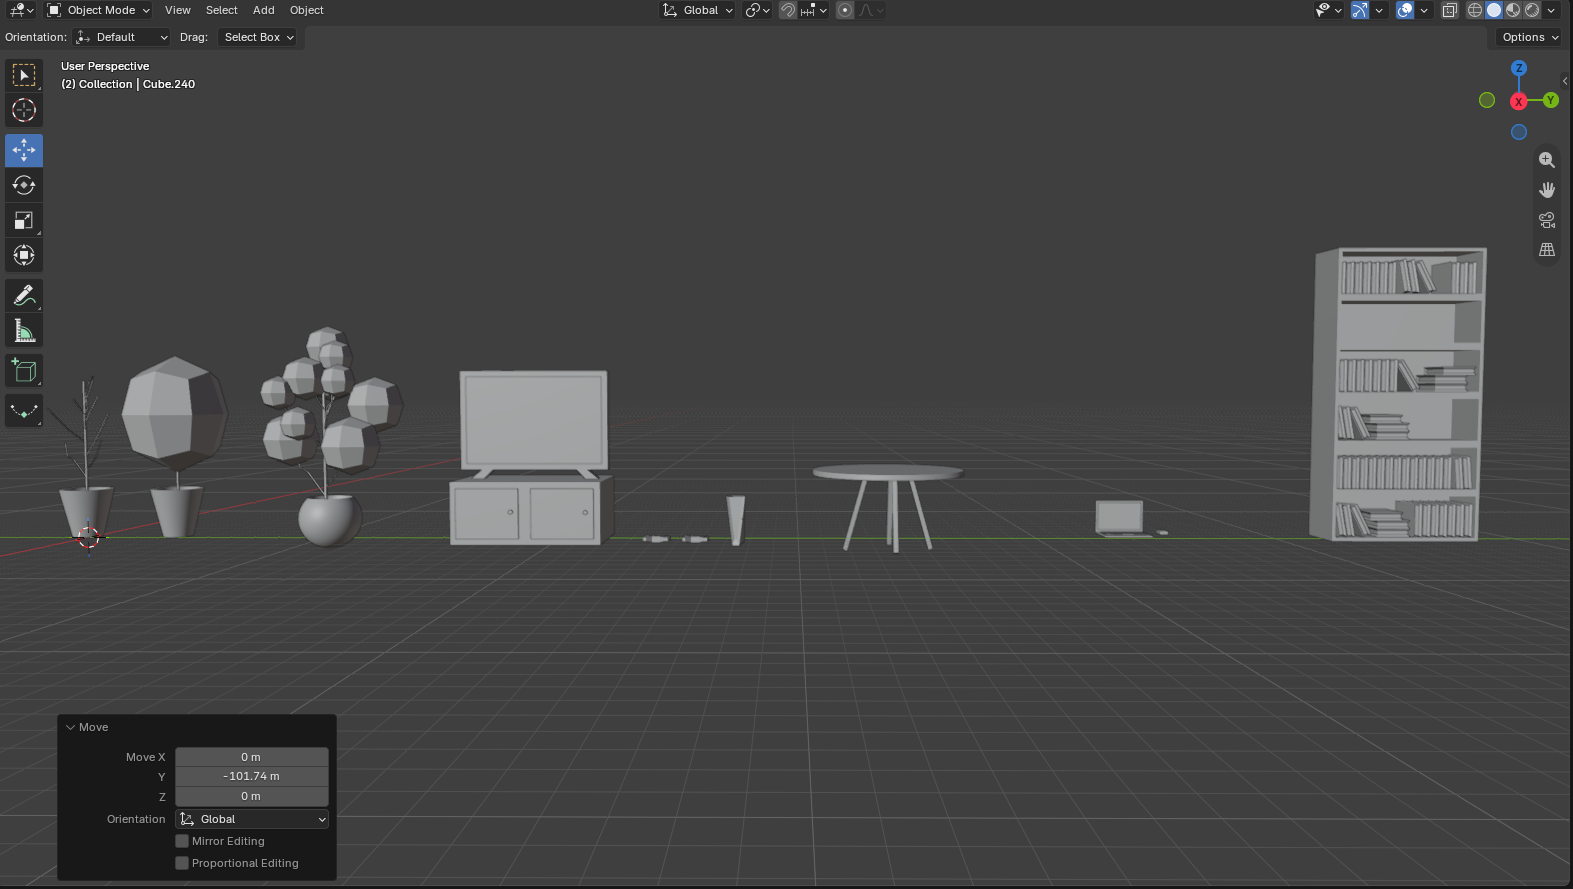 Object Mode View Select Add Object Global
Orientation: Default Drag: Select Box Options
User Perspective
(2) Collection | Cube.240
Z
X Y
Move
Move X 0 m
Y -101.74 m
Z 0 m
Orientation Global
Mirror Editing
Proportional Editing